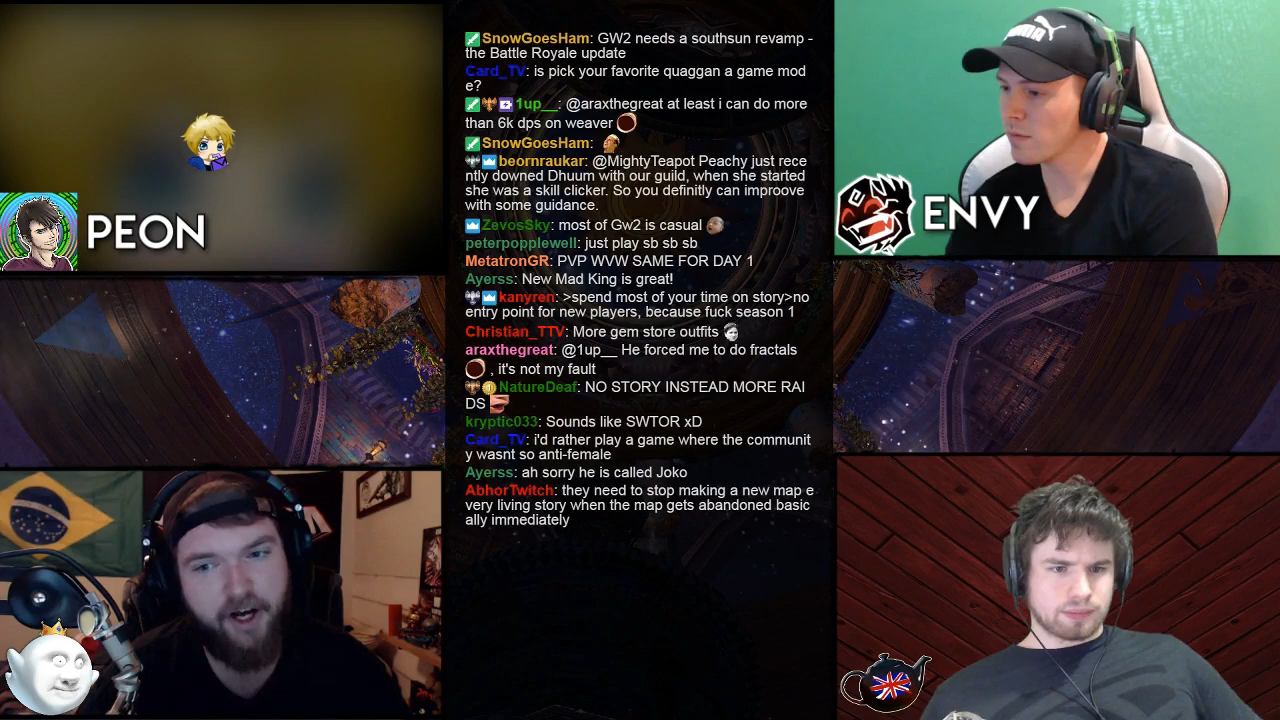 PEON
SnowGoesHam: GW2 needs a southsun revamp -
the Battle Royale update
Card_TV: is pick your favorite quaggan a game mod
e?
1up__: @araxthegreat at least i can do more
than 6k dps on weaver
SnowGoesHam:
beornraukar: @MightyTeapot Peachy just rece
ntly downed Dhuum with our guild, when she started
she was a skill clicker. So you definitly can improove
with some guidance.
ZevosSky: most of Gw2 is casual
peterpopplewell: just play sb sb sb
MetatronGR: PVP WVW SAME FOR DAY 1
Ayerss: New Mad King is great!
kanyren: >spend most of your time on story>no
entry point for new players, because fuck season 1
Christian_TTV: More gem store outfits
araxthegreat: @1up__ He forced me to do fractals
, it's not my fault
NatureDeaf: NO STORY INSTEAD MORE RAI
DS
kryptic033: Sounds like SWTOR xD
Card_TV: i'd rather play a game where the communit
y wasnt so anti-female
Ayerss: ah sorry he is called Joko
AbhorTwitch: they need to stop making a new map e
very living story when the map gets abandoned basic
ally immediately
PUMA
ENVY